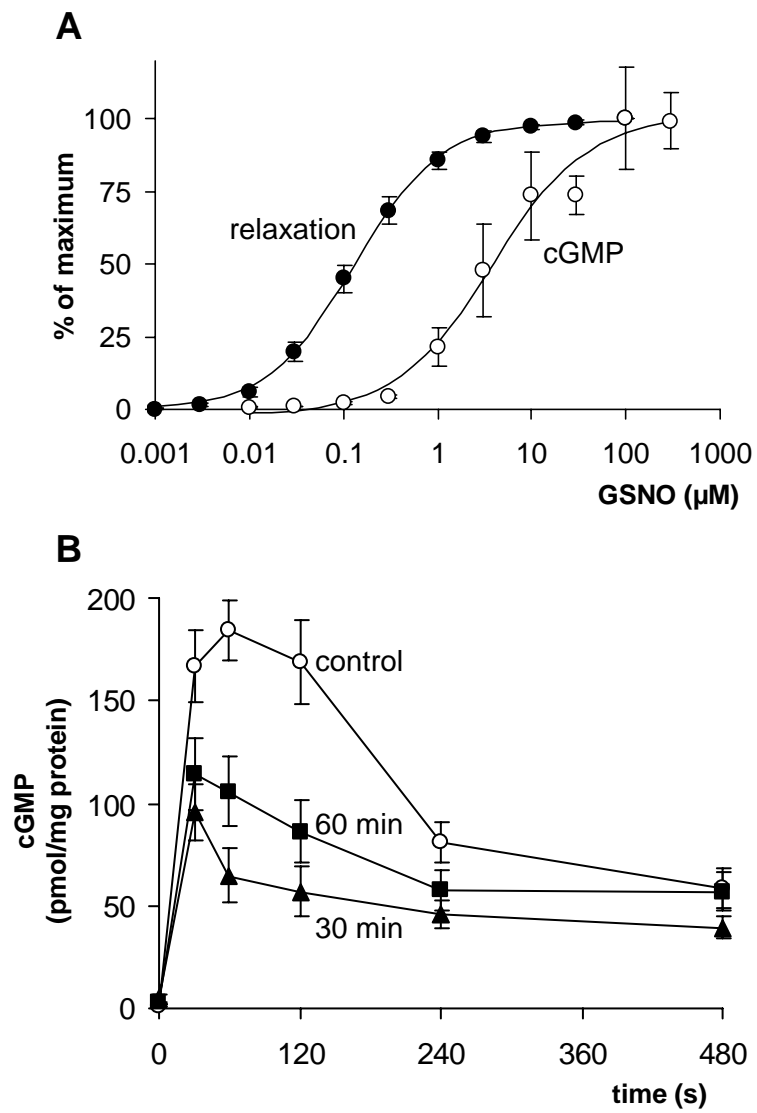 A
% of maximum
100
75
50
25
0
relaxation
cGMP
0.001 0.01 0.1 1 10 100 1000
GSNO (µM)
B
cGMP
(pmol/mg protein)
200
150
100
50
0
control
60 min
30 min
0 120 240 360 480
time (s)